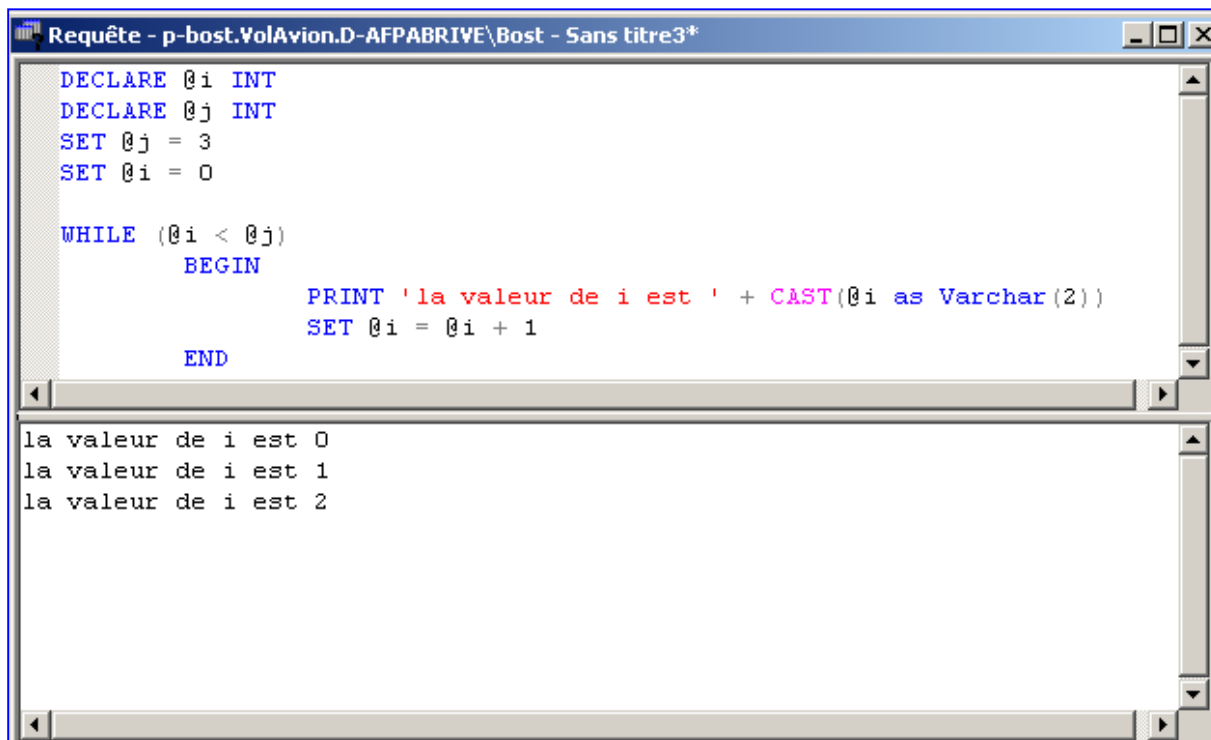 Requête - p-bost.VolAvion.D-AFPABRIVE\Bost - Sans titre3*
DECLARE @i INT
DECLARE @j INT
SET @j = 3
SET @i = 0
WHILE (@i < @j)
BEGIN
PRINT 'la valeur de i est ' + CAST(@i as Varchar(2))
SET @i = @i + 1
END
la valeur de i est 0
la valeur de i est 1
la valeur de i est 2